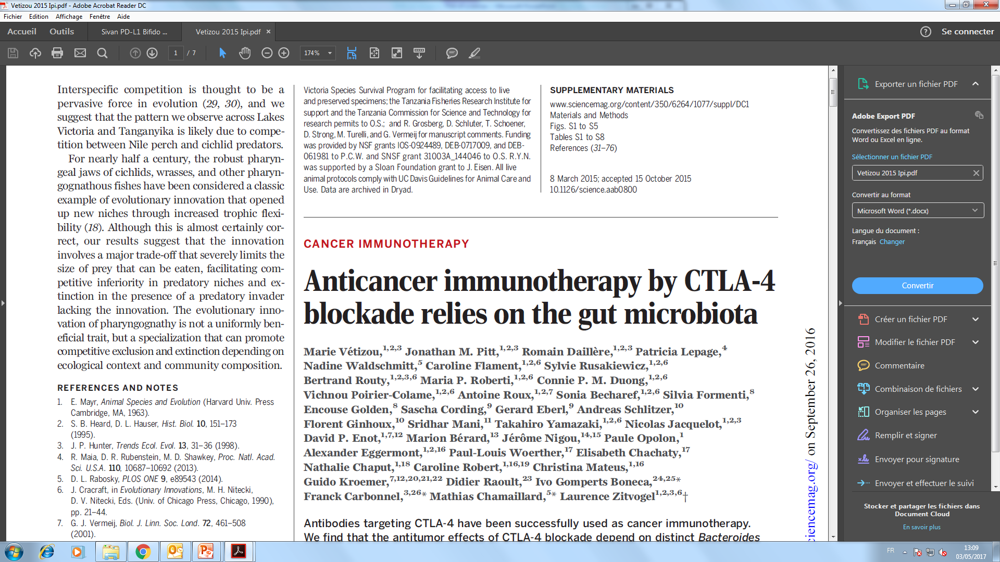 Vetizou 2015 Ipi.pdf - Adobe Acrobat Reader DC
Fichier Edition Affichage Fenêtre Aide
Accueil Outils Sivan PD-L1 Bifido ... Vetizou 2015 Ipi.pdf × ? Se connecter
1 / 7 174%
Interspecific competition is thought to be a
pervasive force in evolution (29, 30), and we
suggest that the pattern we observe across Lakes
Victoria and Tanganyika is likely due to compe-
tition between Nile perch and cichlid predators.
For nearly half a century, the robust pharyn-
geal jaws of cichlids, wrasses, and other pharyn-
gognathous fishes have been considered a classic
example of evolutionary innovation that opened
up new niches through increased trophic flexi-
bility (18). Although this is almost certainly cor-
rect, our results suggest that the innovation
involves a major trade-off that severely limits the
size of prey that can be eaten, facilitating com-
petitive inferiority in predatory niches and ex-
tinction in the presence of a predatory invader
lacking the innovation. The evolutionary inno-
vation of pharyngognathy is not a uniformly ben-
eficial trait, but a specialization that can promote
competitive exclusion and extinction depending on
ecological context and community composition.
REFERENCES AND NOTES
1. E. Mayr, Animal Species and Evolution (Harvard Univ. Press
Cambridge, MA, 1963).
2. S. B. Heard, D. L. Hauser, Hist. Biol. 10, 151–173
(1995).
3. J. P. Hunter, Trends Ecol. Evol. 13, 31–36 (1998).
4. R. Maia, D. R. Rubenstein, M. D. Shawkey, Proc. Natl. Acad.
Sci. U.S.A. 110, 10687–10692 (2013).
5. D. L. Rabosky, PLOS ONE 9, e89543 (2014).
6. J. Cracraft, in Evolutionary Innovations, M. H. Nitecki,
D. V. Nitecki, Eds. (Univ. of Chicago Press, Chicago, 1990),
pp. 21–44.
7. G. J. Vermeij, Biol. J. Linn. Soc. Lond. 72, 461–508
(2001).
Victoria Species Survival Program for facilitating access to live
and preserved specimens; the Tanzania Fisheries Research Institute for
support and the Tanzania Commission for Science and Technology for
research permits to O.S.; and R. Grosberg, D. Schluter, T. Schoener,
D. Strong, M. Turelli, and G. Vermeij for manuscript comments. Funding
was provided by NSF grants IOS-0924489, DEB-0717009, and DEB-
061981 to P.C.W. and SNSF grant 31003A_144046 to O.S. R.Y.N.
was supported by a Sloan Foundation grant to J. Eisen. All live
animal protocols comply with UC Davis Guidelines for Animal Care and
Use. Data are archived in Dryad.
SUPPLEMENTARY MATERIALS
www.sciencemag.org/content/350/6264/1077/suppl/DC1
Materials and Methods
Figs. S1 to S5
Tables S1 to S8
References (31–76)
8 March 2015; accepted 15 October 2015
10.1126/science.aab0800
CANCER IMMUNOTHERAPY
Anticancer immunotherapy by CTLA-4
blockade relies on the gut microbiota
Marie Vétizou,1,2,3 Jonathan M. Pitt,1,2,3 Romain Daillère,1,2,3 Patricia Lepage,4
Nadine Waldschmitt,5 Caroline Flament,1,2,6 Sylvie Rusakiewicz,1,2,6
Bertrand Routy,1,2,3,6 Maria P. Roberti,1,2,6 Connie P. M. Duong,1,2,6
Vichnou Poirier-Colame,1,2,6 Antoine Roux,1,2,7 Sonia Becharef,1,2,6 Silvia Formenti,8
Encouse Golden,8 Sascha Cording,9 Gerard Eberl,9 Andreas Schlitzer,10
Florent Ginhoux,10 Sridhar Mani,11 Takahiro Yamazaki,1,2,6 Nicolas Jacquelot,1,2,3
David P. Enot,1,7,12 Marion Bérard,13 Jérôme Nigou,14,15 Paule Opolon,1
Alexander Eggermont,1,2,16 Paul-Louis Woerther,17 Elisabeth Chachaty,17
Nathalie Chaput,1,18 Caroline Robert,1,16,19 Christina Mateus,1,16
Guido Kroemer,7,12,20,21,22 Didier Raoult,23 Ivo Gomperts Boneca,24,25*
Franck Carbonnel,3,26* Mathias Chamaillard,5* Laurence Zitvogel1,2,3,6†
Antibodies targeting CTLA-4 have been successfully used as cancer immunotherapy.
We find that the antitumor effects of CTLA-4 blockade depend on distinct Bacteroides
ciencemag.org/ on September 26, 2016
Exporter un fichier PDF
Adobe Export PDF
Convertissez des fichiers PDF au format
Word ou Excel en ligne.
Sélectionner un fichier PDF
Vetizou 2015 Ipi.pdf
Convertir au format
Microsoft Word (*.docx)
Langue du document :
Français Changer
Convertir
Créer un fichier PDF
Modifier le fichier PDF
Commentaire
Combinaison de fichiers
Organiser les pages
Remplir et signer
Envoyer pour signature
Envoyer et effectuer le suivi
Stocker et partager les fichiers dans
Document Cloud
En savoir plus
FR 13:09
03/05/2017